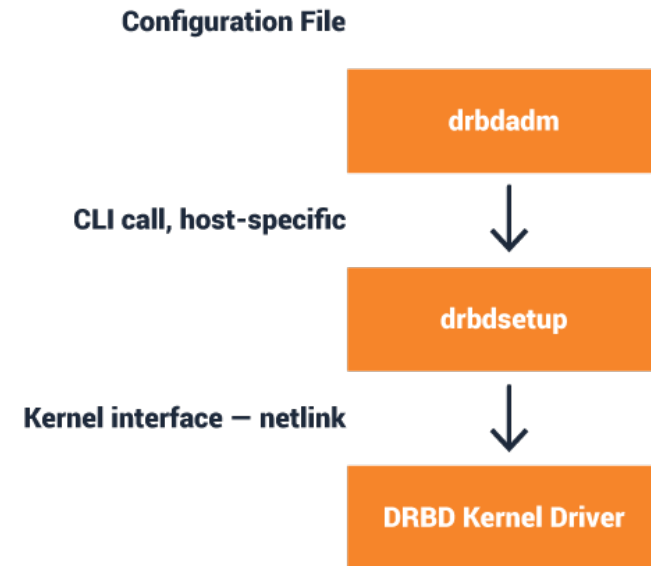 Configuration File
drbdadm
CLI call, host-specific
drbdsetup
Kernel interface — netlink
DRBD Kernel Driver